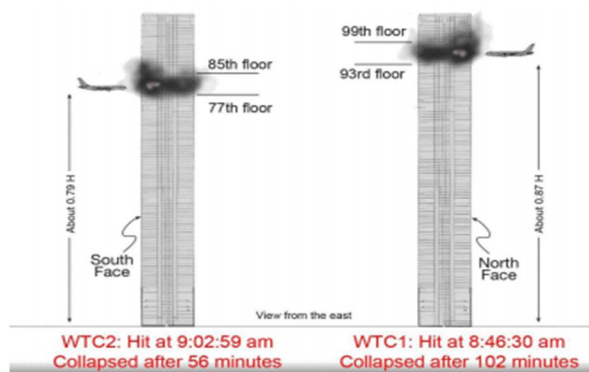 85th floor
77th floor
About 0.79 H
South
Face
99th floor
93rd floor
About 0.87 H
North
Face
View from the east
WTC2: Hit at 9:02:59 am
Collapsed after 56 minutes
WTC1: Hit at 8:46:30 am
Collapsed after 102 minutes